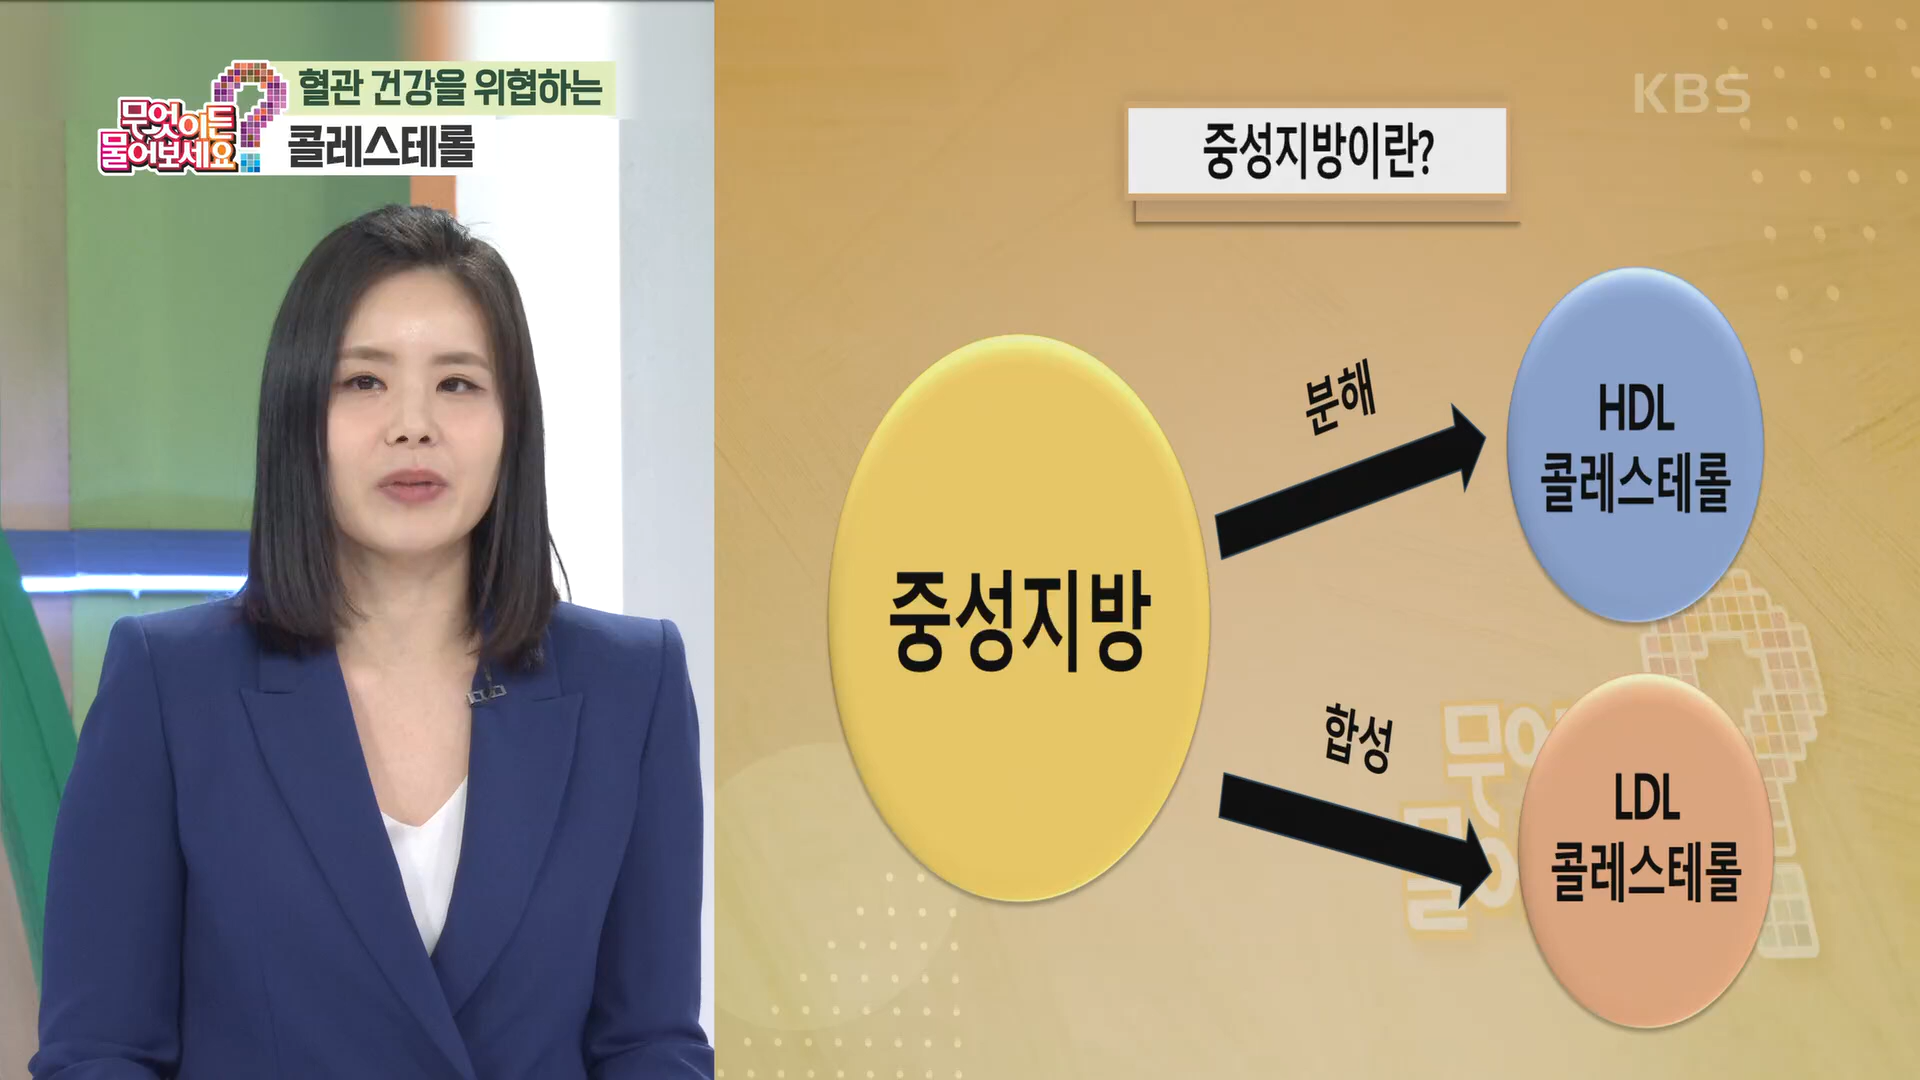 무엇이든
물어보세요
혈관 건강을 위협하는
콜레스테롤
KBS
중성지방이란?
중성지방
분해
HDL
콜레스테롤
합성
LDL
콜레스테롤